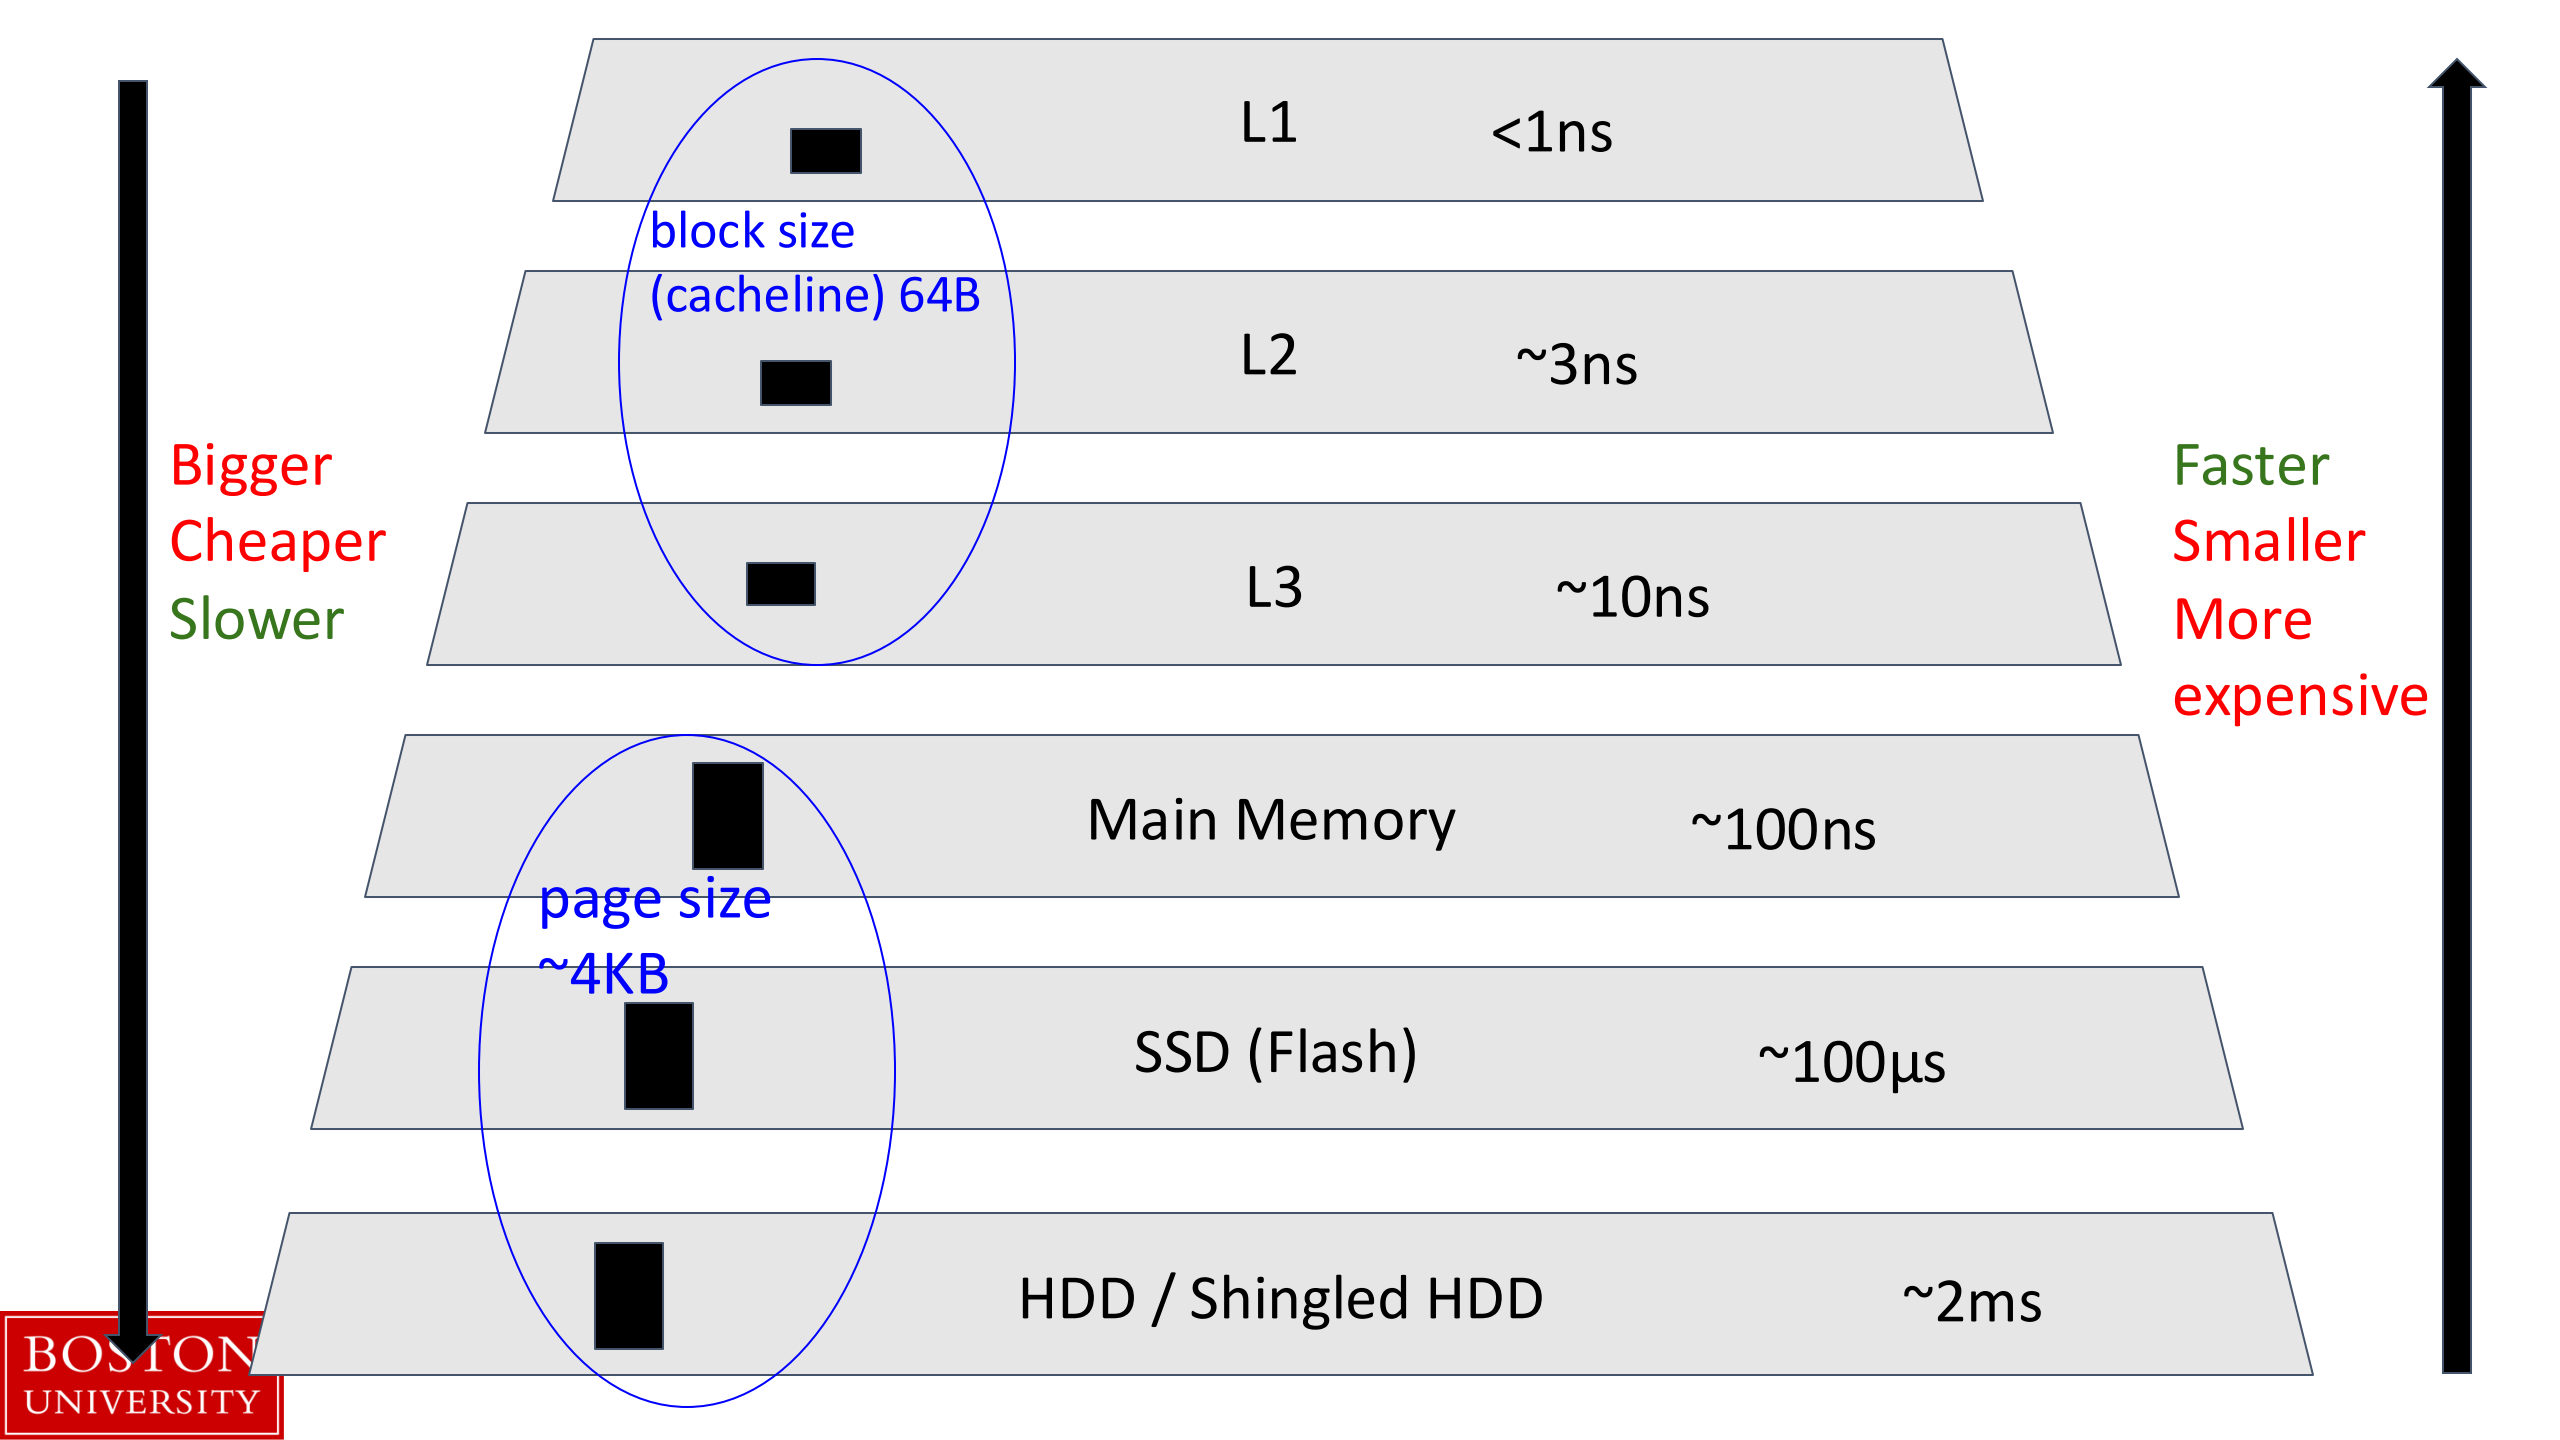 L1 <1ns
block size
(cacheline) 64B
L2 ~3ns
Bigger
Cheaper
Slower
L3 ~10ns
Faster
Smaller
More
expensive
Main Memory ~100ns
page size
~4KB
SSD (Flash) ~100µs
HDD / Shingled HDD ~2ms
BOSTON
UNIVERSITY